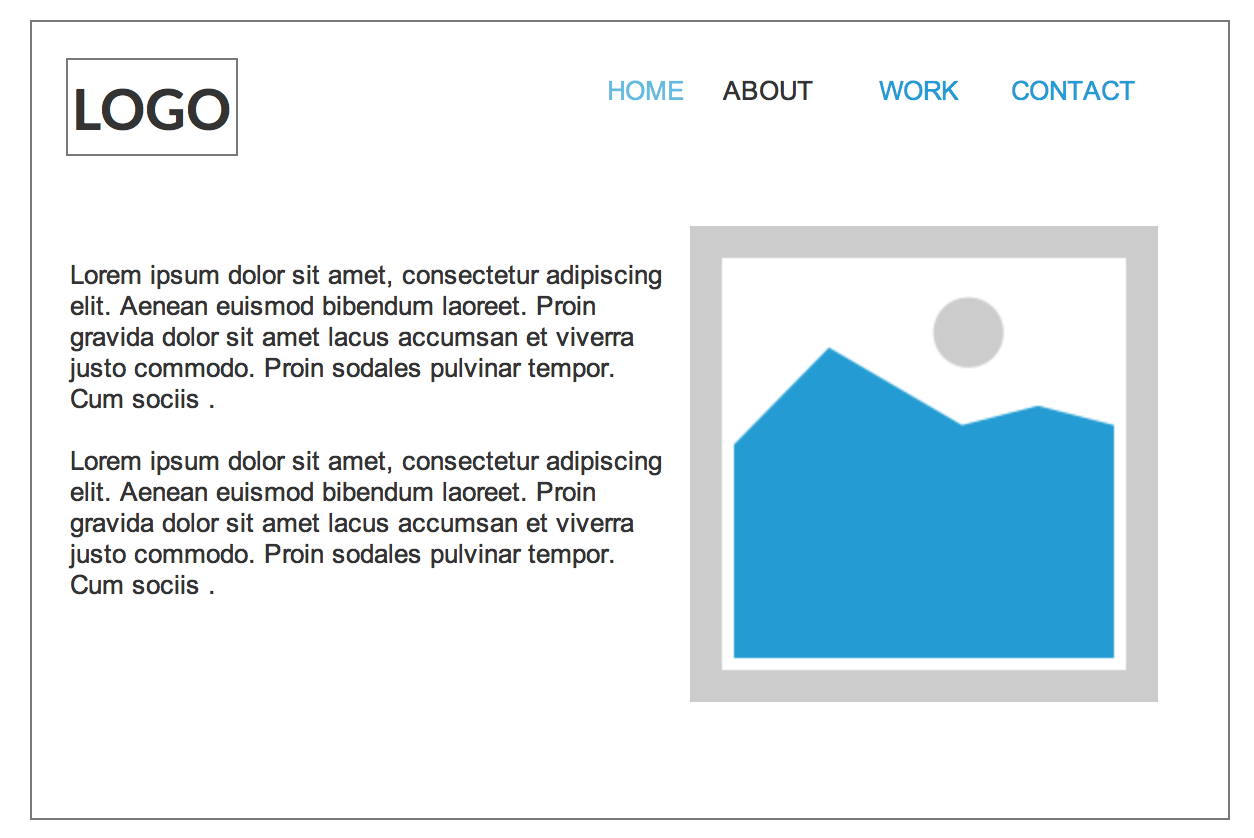 LOGO
HOME ABOUT WORK CONTACT
Lorem ipsum dolor sit amet, consectetur adipiscing
elit. Aenean euismod bibendum laoreet. Proin
gravida dolor sit amet lacus accumsan et viverra
justo commodo. Proin sodales pulvinar tempor.
Cum sociis .
Lorem ipsum dolor sit amet, consectetur adipiscing
elit. Aenean euismod bibendum laoreet. Proin
gravida dolor sit amet lacus accumsan et viverra
justo commodo. Proin sodales pulvinar tempor.
Cum sociis .